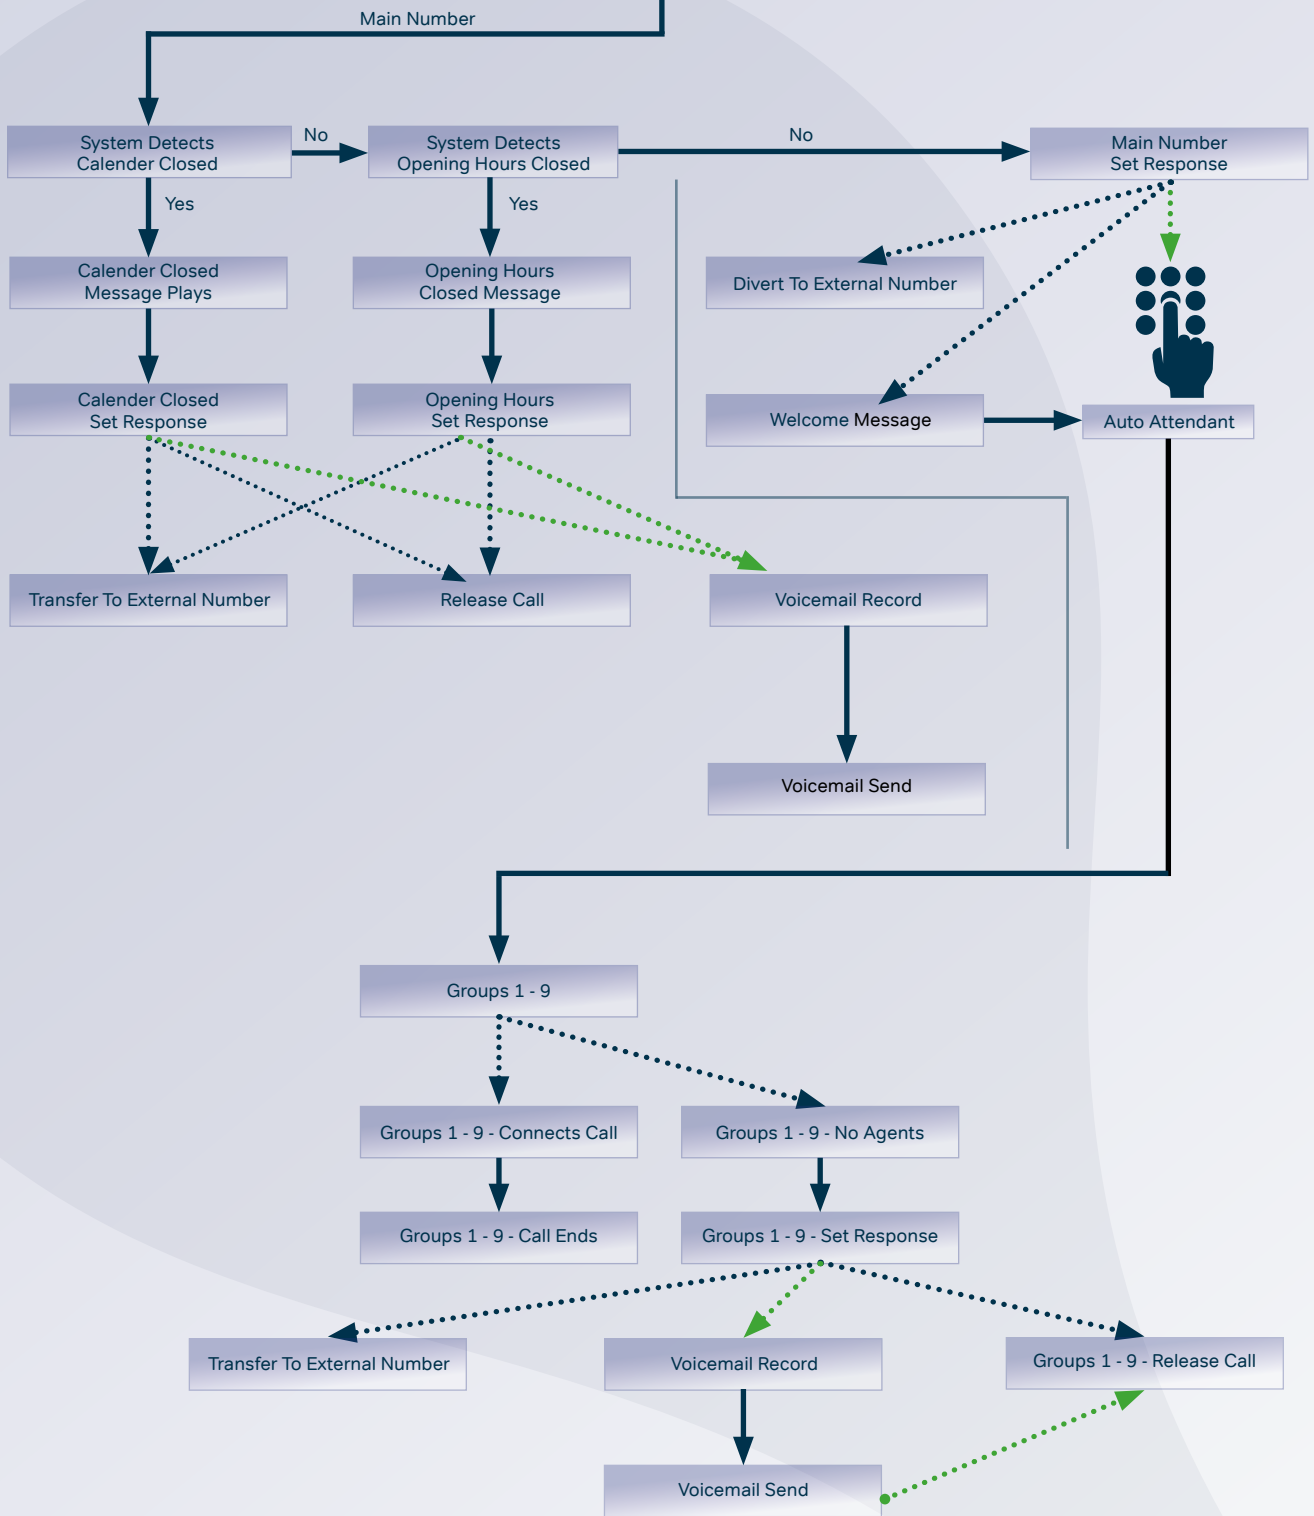 Main Number
System Detects
Calender Closed
No
System Detects
Opening Hours Closed
No
Main Number
Set Response
Yes
Yes
Calender Closed
Message Plays
Opening Hours
Closed Message
Divert To External Number
Calender Closed
Set Response
Opening Hours
Set Response
Welcome Message
Auto Attendant
Transfer To External Number
Release Call
Voicemail Record
Voicemail Send
Groups 1 - 9
Groups 1 - 9 - Connects Call
Groups 1 - 9 - No Agents
Groups 1 - 9 - Call Ends
Groups 1 - 9 - Set Response
Transfer To External Number
Voicemail Record
Groups 1 - 9 - Release Call
Voicemail Send